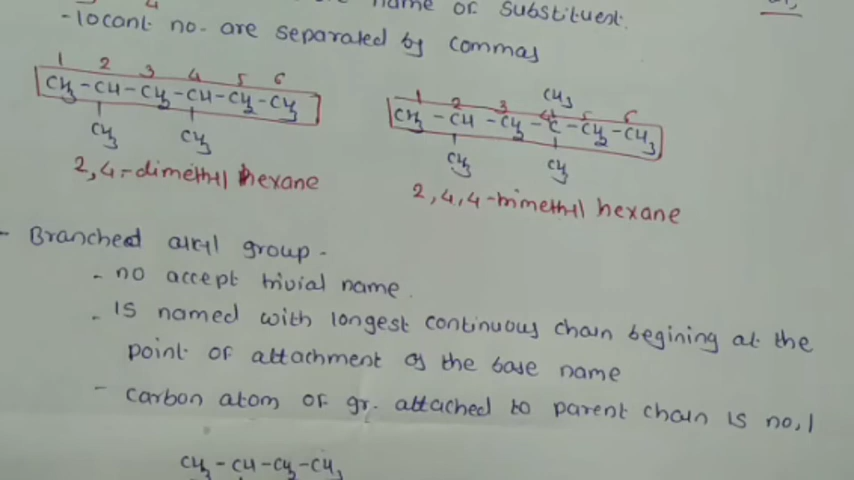 name of substituent.
- locant no. are separated by commas
1 2 3 4 5 6
CH3-CH-CH2-CH-CH2-CH3
CH3 CH3
2,4-dimethyl hexane
CH3
1 2 3 4 5 6
CH3-CH-CH2-C-CH2-CH3
CH3 CH3
2,4,4-trimethyl hexane
- Branched alkyl group -
- no accept trivial name.
- Is named with longest continuous chain begining at the
point of attachment as the base name
- carbon atom of gr. attached to parent chain is no.1
CH3-CH-CH2-CH3